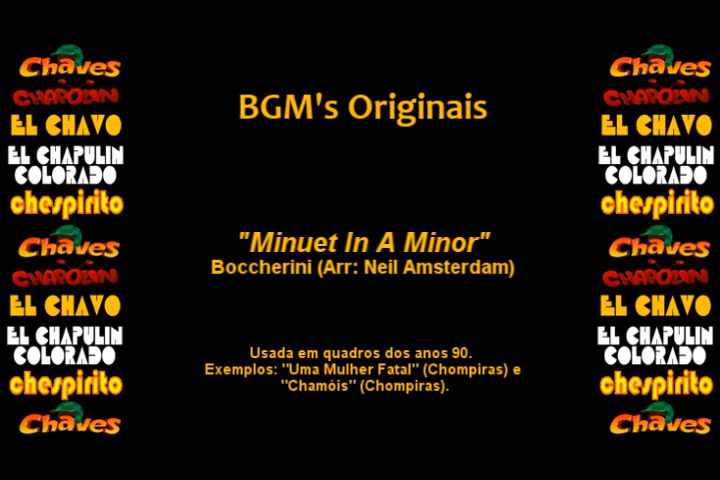 BGM's Originais
"Minuet In A Minor"
Boccherini (Arr: Neil Amsterdam)
Usada em quadros dos anos 90.
Exemplos: "Uma Mulher Fatal" (Chompiras) e
"Chamóis" (Chompiras).
Chaves
CHAPOLIN
EL CHAVO
EL CHAPULIN
COLORADO
chespirito
Chaves
CHAPOLIN
EL CHAVO
EL CHAPULIN
COLORADO
chespirito
Chaves
Chaves
CHAPOLIN
EL CHAVO
EL CHAPULIN
COLORADO
chespirito
Chaves
CHAPOLIN
EL CHAVO
EL CHAPULIN
COLORADO
chespirito
Chaves